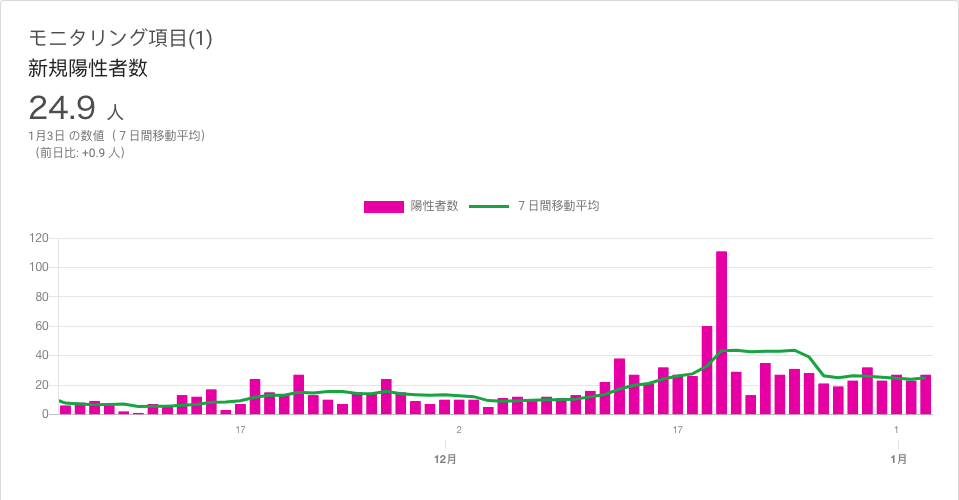 モニタリング項目(1)
新規陽性者数
24.9 人
1月3日 の数値（７日間移動平均）
（前日比: +0.9 人）
陽性者数 ７日間移動平均
120
100
80
60
40
20
0
17 2 17 1
12月 1月